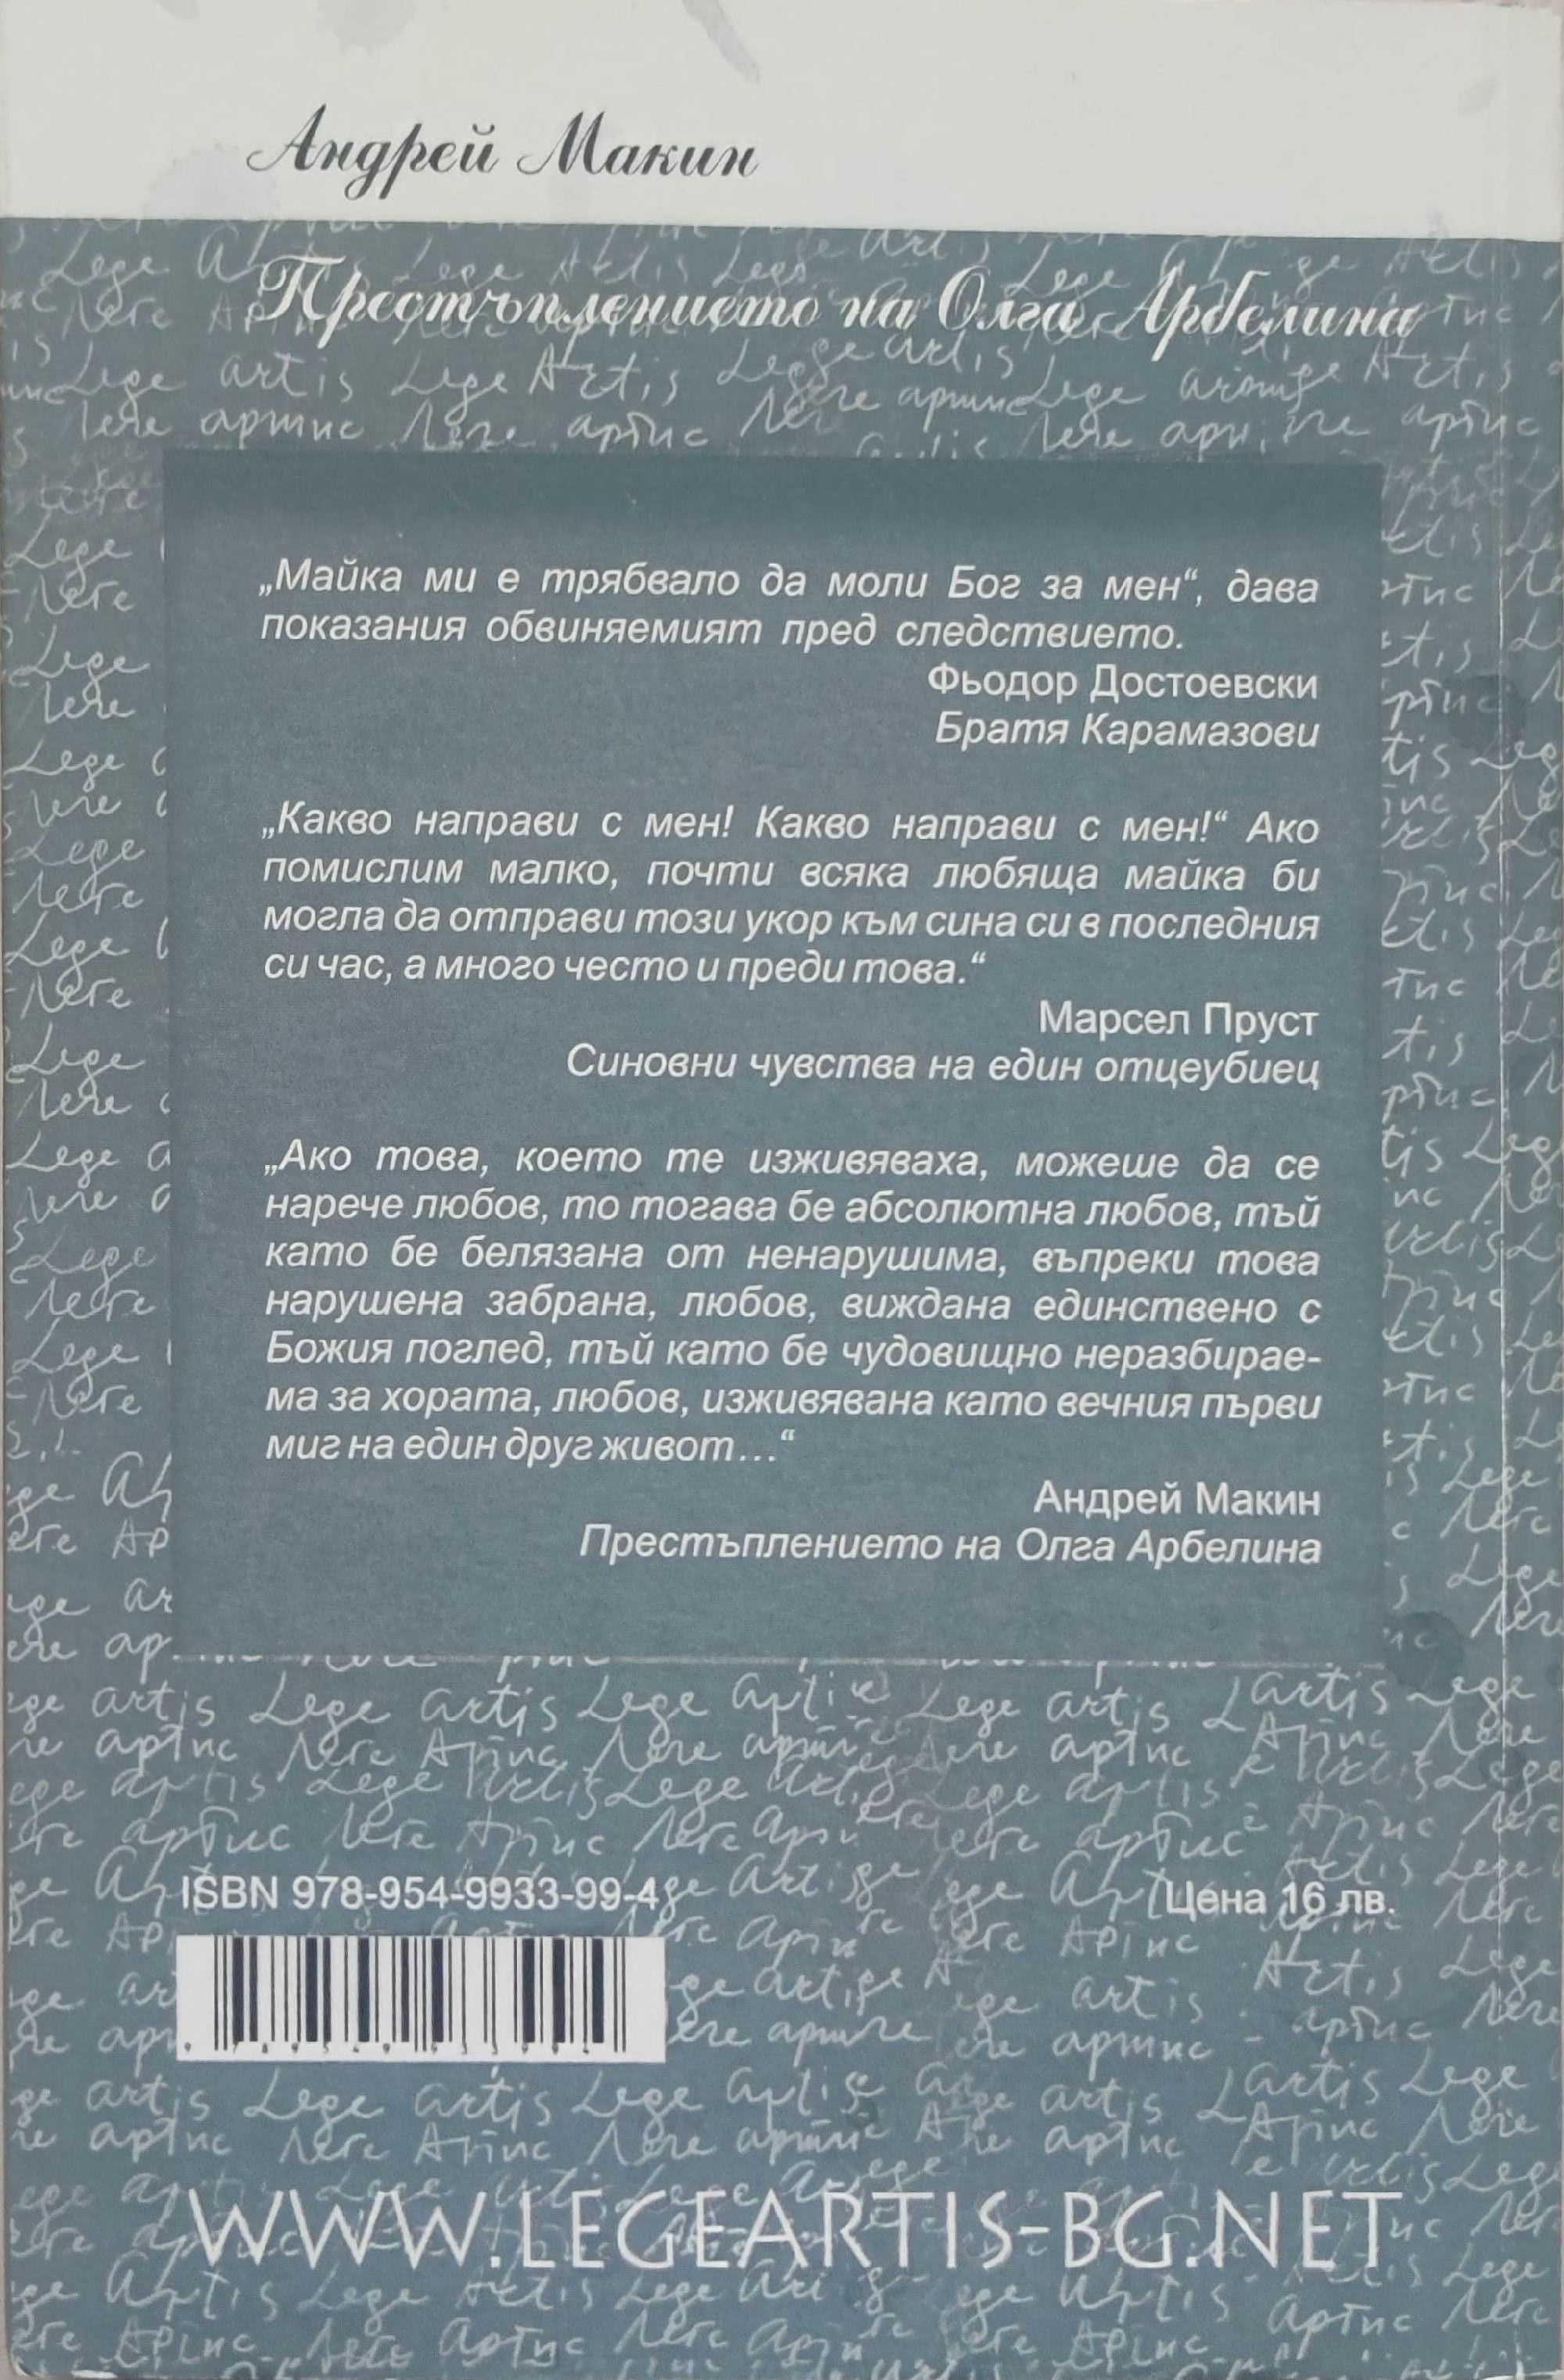 Андрей Макин
Престъплението на Олга Арбелина
„Майка ми е трябвало да моли Бог за мен“, дава
показания обвиняемият пред следствието.
Фьодор Достоевски
Братя Карамазови
„Какво направи с мен! Какво направи с мен!“ Ако
помислим малко, почти всяка любяща майка би
могла да отправи този укор към сина си в последния
си час, а много често и преди това.“
Марсел Пруст
Синовни чувства на един отцеубиец
„Ако това, което те изживяваха, можеше да се
нарече любов, то тогава бе абсолютна любов, тъй
като бе белязана от ненарушима, въпреки това
нарушена забрана, любов, виждана единствено с
Божия поглед, тъй като бе чудовищно неразбирае-
ма за хората, любов, изживявана като вечния първи
миг на един друг живот...“
Андрей Макин
Престъплението на Олга Арбелина
ISBN 978-954-9933-99-4
Цена 16 лв.
WWW.LEGEARTIS-BG.NET